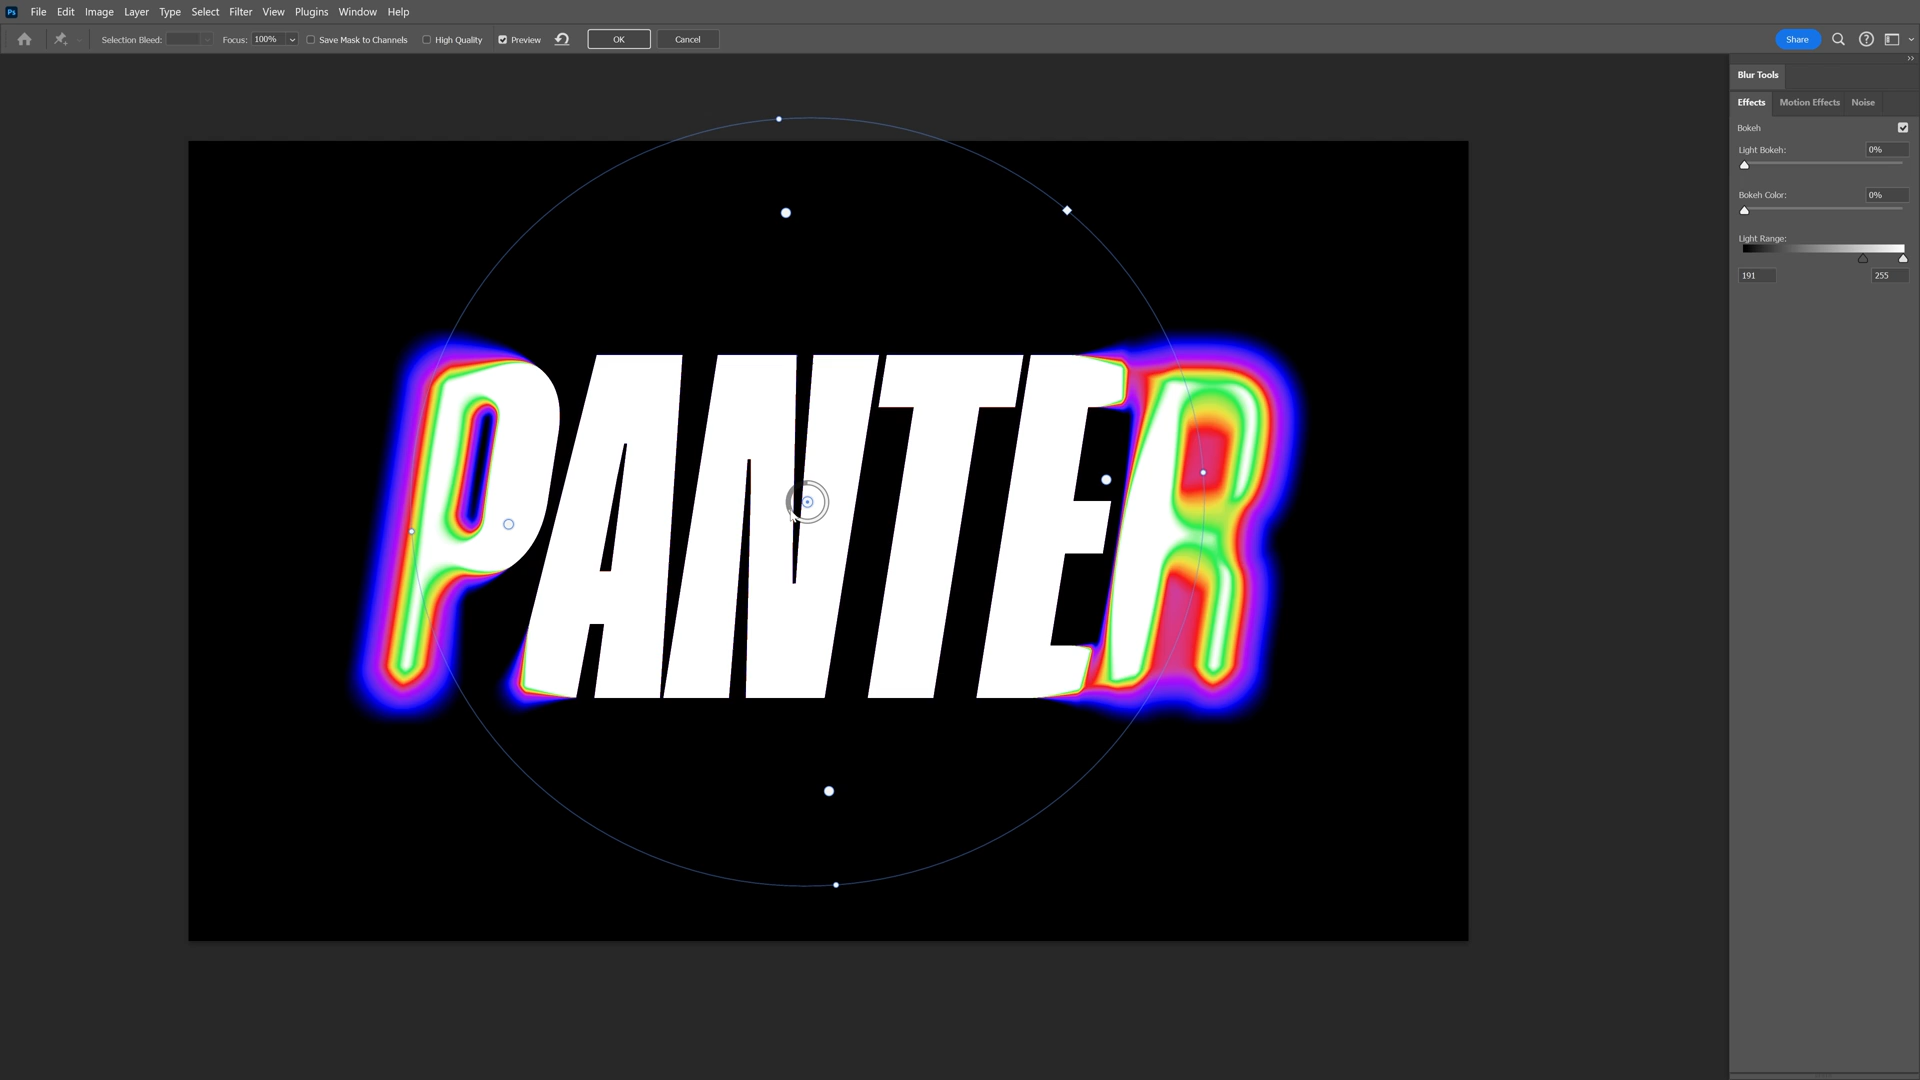 Ps File Edit Image Layer Type Select Filter View Plugins Window Help
Selection Bleed: Focus: 100% Save Mask to Channels High Quality Preview OK Cancel Share
Blur Tools
Effects Motion Effects Noise
Bokeh
Light Bokeh: 0%
Bokeh Color: 0%
Light Range:
191 255
PANTER